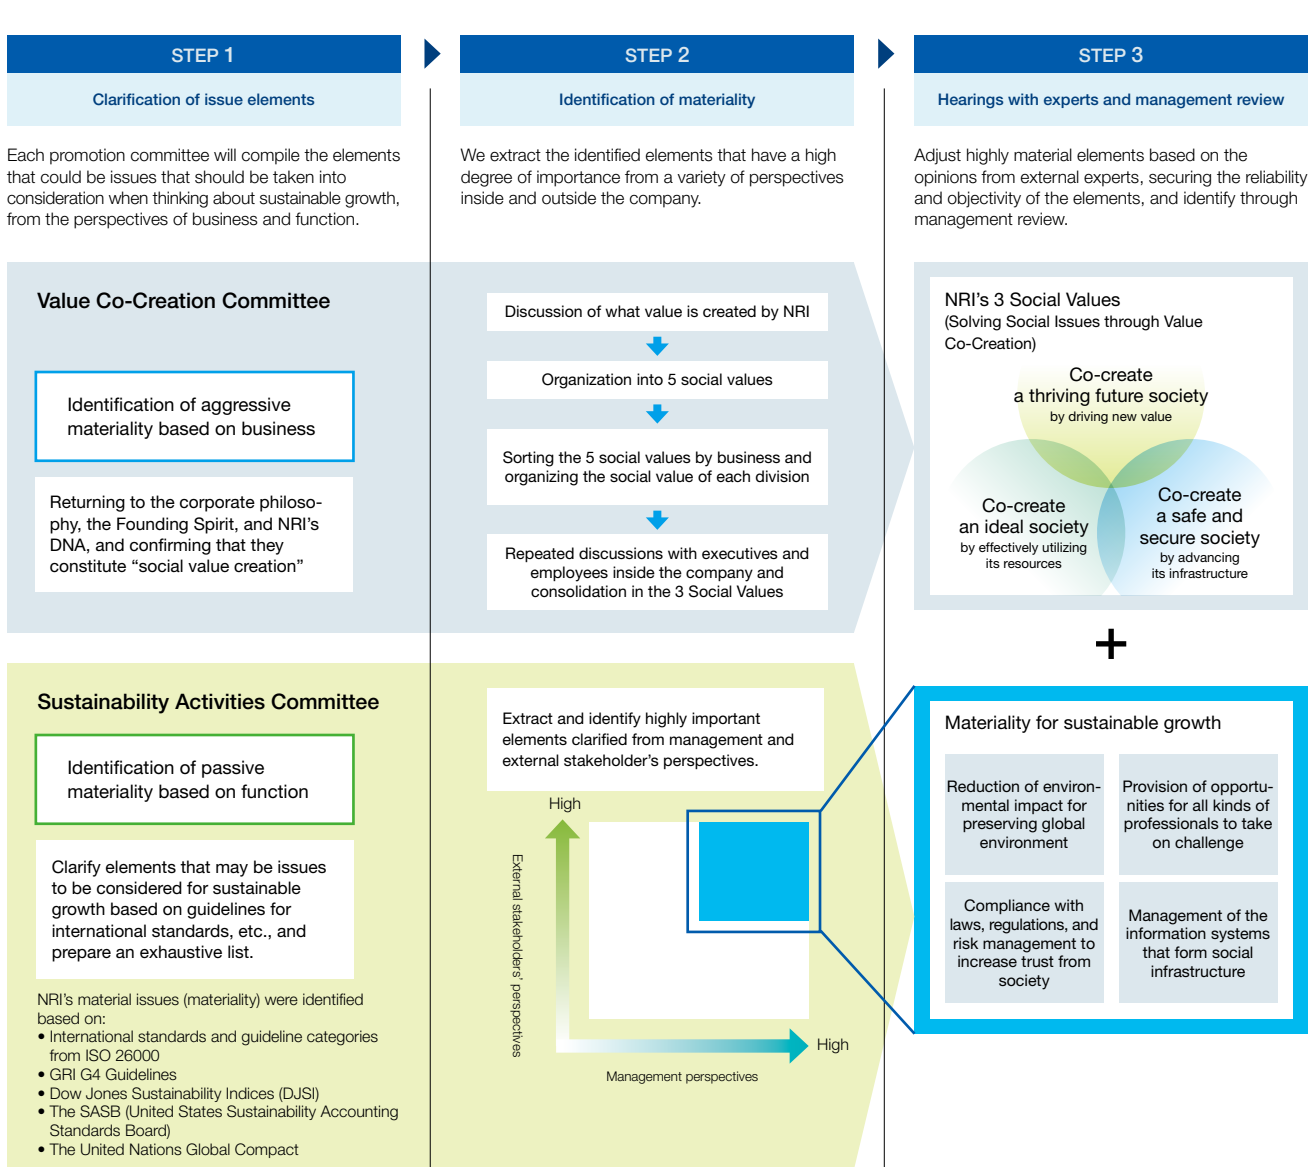 STEP 1
Clarification of issue elements
Each promotion committee will compile the elements
that could be issues that should be taken into
consideration when thinking about sustainable growth,
from the perspectives of business and function.
STEP 2
Identification of materiality
We extract the identified elements that have a high
degree of importance from a variety of perspectives
inside and outside the company.
STEP 3
Hearings with experts and management review
Adjust highly material elements based on the
opinions from external experts, securing the reliability
and objectivity of the elements, and identify through
management review.
Value Co-Creation Committee
Identification of aggressive
materiality based on business
Returning to the corporate philoso-
phy, the Founding Spirit, and NRI's
DNA, and confirming that they
constitute “social value creation”
Discussion of what value is created by NRI
Organization into 5 social values
Sorting the 5 social values by business and
organizing the social value of each division
Repeated discussions with executives and
employees inside the company and
consolidation in the 3 Social Values
NRI's 3 Social Values
(Solving Social Issues through Value
Co-Creation)
Co-create
a thriving future society
by driving new value
Co-create
an ideal society
by effectively utilizing
its resources
Co-create
a safe and
secure society
by advancing
its infrastructure
+
Sustainability Activities Committee
Identification of passive
materiality based on function
Clarify elements that may be issues
to be considered for sustainable
growth based on guidelines for
international standards, etc., and
prepare an exhaustive list.
NRI's material issues (materiality) were identified
based on:
• International standards and guideline categories
from ISO 26000
• GRI G4 Guidelines
• Dow Jones Sustainability Indices (DJSI)
• The SASB (United States Sustainability Accounting
Standards Board)
• The United Nations Global Compact
Extract and identify highly important
elements clarified from management and
external stakeholder's perspectives.
High
External stakeholders' perspectives
High
Management perspectives
Materiality for sustainable growth
Reduction of environ-
mental impact for
preserving global
environment
Provision of opportu-
nities for all kinds of
professionals to take
on challenge
Compliance with
laws, regulations, and
risk management to
increase trust from
society
Management of the
information systems
that form social
infrastructure